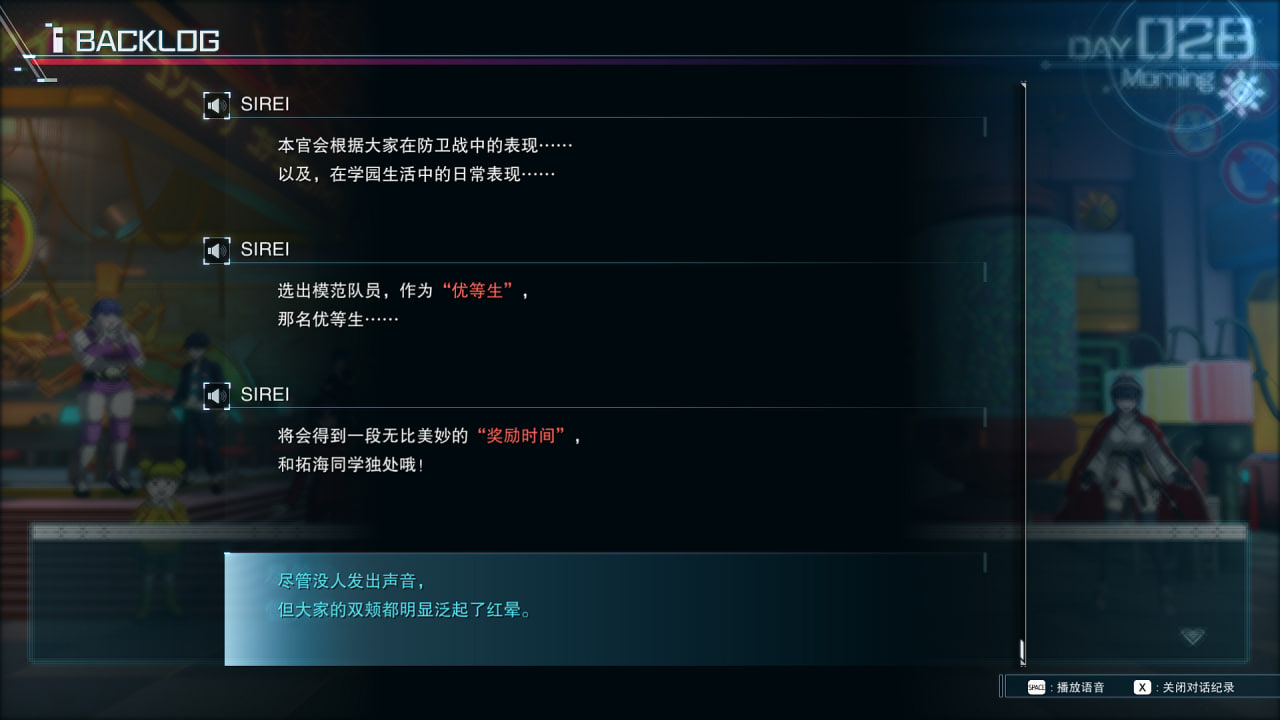 BACKLOG
DAY 028
Morning
SIREI
本官会根据大家在防卫战中的表现……
以及，在学园生活中的日常表现……
SIREI
选出模范队员，作为“优等生”，
那名优等生……
SIREI
将会得到一段无比美妙的“奖励时间”，
和拓海同学独处哦！
尽管没人发出声音，
但大家的双颊都明显泛起了红晕。
SPACE：播放语音 X：关闭对话纪录